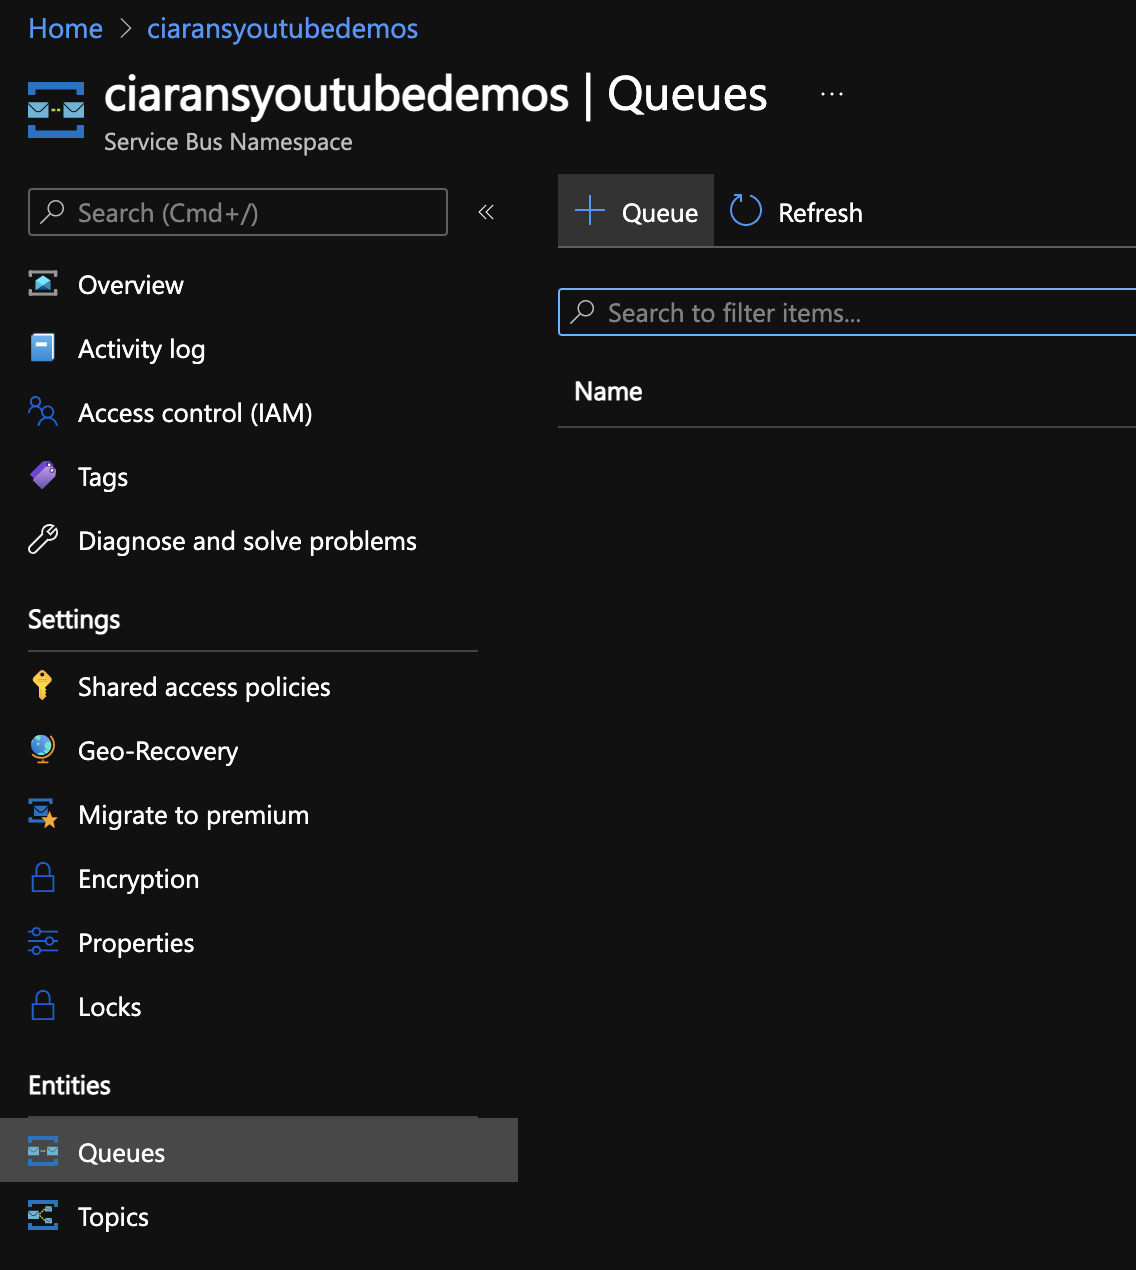 Home > ciaransyoutubedemos
ciaransyoutubedemos | Queues ...
Service Bus Namespace
Search (Cmd+/)
«
Overview
Activity log
Access control (IAM)
Tags
Diagnose and solve problems
Settings
Shared access policies
Geo-Recovery
Migrate to premium
Encryption
Properties
Locks
Entities
Queues
Topics
+ Queue
Refresh
Search to filter items...
Name